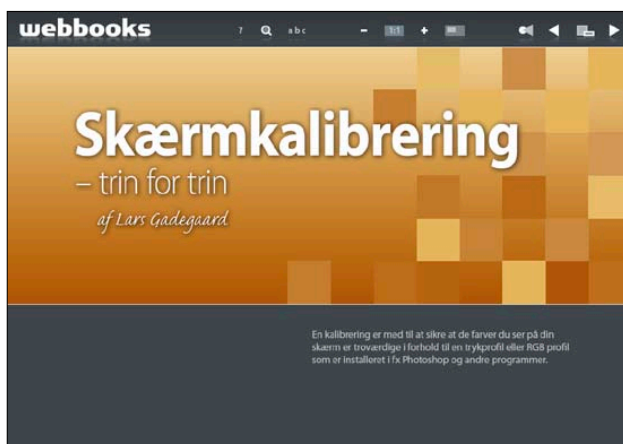 webbooks
? abc 1:1
Skærmkalibrering
– trin for trin
af Lars Gadegaard
En kalibrering er med til at sikre at de farver du ser på din
skærm er troværdige i forhold til en trykprofil eller RGB profil
som er installeret i fx Photoshop og andre programmer.